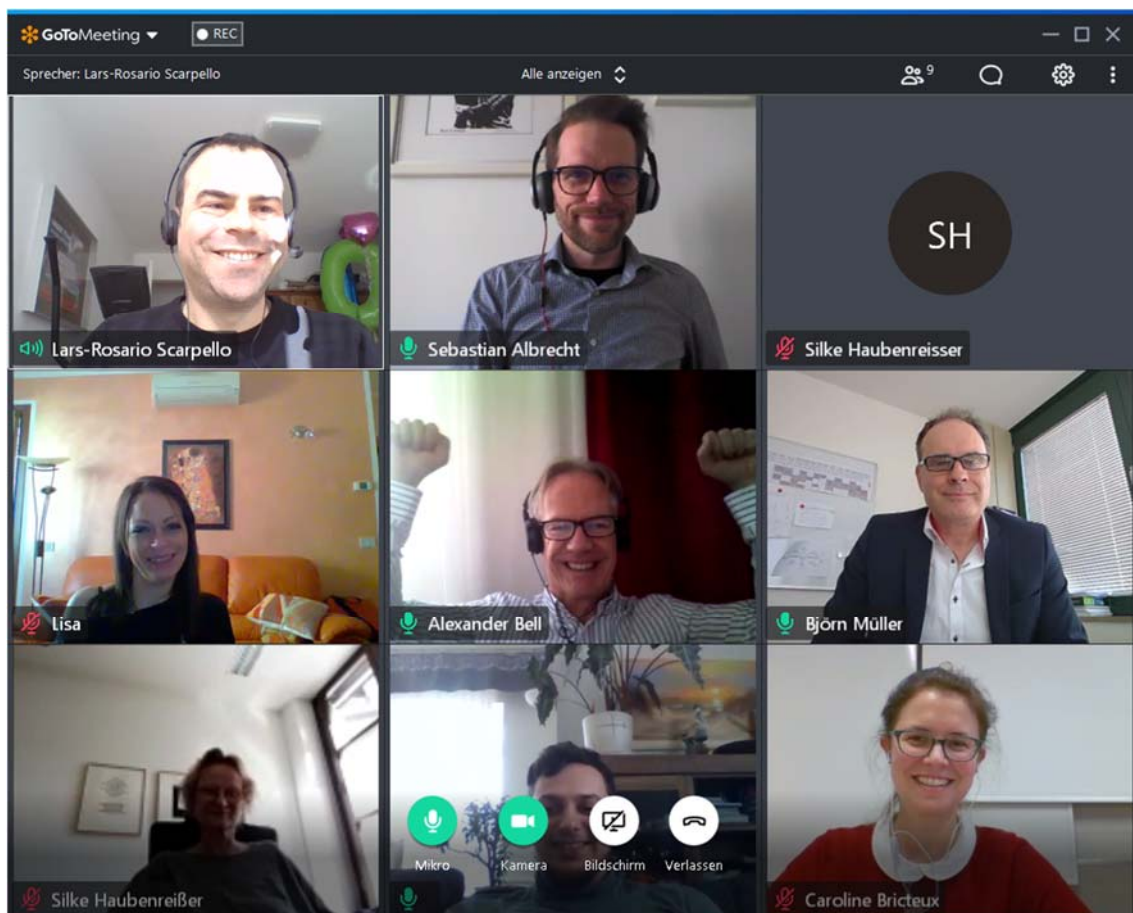 GoToMeeting
REC
Sprecher: Lars-Rosario Scarpello
Alle anzeigen
9
SH
Lars-Rosario Scarpello
Sebastian Albrecht
Silke Haubenreisser
Lisa
Alexander Bell
Björn Müller
Mikro
Kamera
Bildschirm
Verlassen
Silke Haubenreißer
Caroline Bricteux